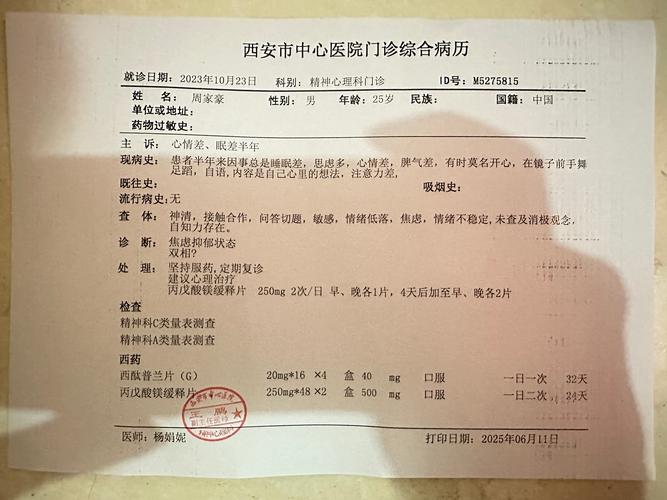 西安市中心医院门诊综合病历
就诊日期：2023年10月23日 科别：精神心理科门诊 ID号：M5275815
姓 名：周家豪 性别：男 年龄：25岁 民族： 国籍：中国
单位或地址：
药物过敏史：
主 诉：心情差、眠差半年
现病史：患者半年来因事总是睡眠差，思虑多，心情差，脾气差，有时莫名开心，在镜子前手舞
足蹈，自语,内容是自己心里的想法，注意力差,
既往史： 吸烟史：
流行病史：无
查 体：神清，接触合作，问答切题，敏感，情绪低落，焦虑，情绪不稳定,未查及消极观念，
自知力存在。
诊 断：焦虑抑郁状态
双相？
处 理：坚持服药,定期复诊
建议心理治疗
丙戊酸镁缓释片 250mg 2次/日 早、晚各1片，4天后加至早、晚各2片
检查
精神科C类量表测查
精神科A类量表测查
西药
西酞普兰片（G） 20mg*16 ×4 盒 40 mg 口服 一日一次 32天
丙戊酸镁缓释片 250mg*48 ×2 盒 500 mg 口服 一日二次 24天
王鹏
副主任医师
医师：杨娟妮 打印日期：2025年06月11日